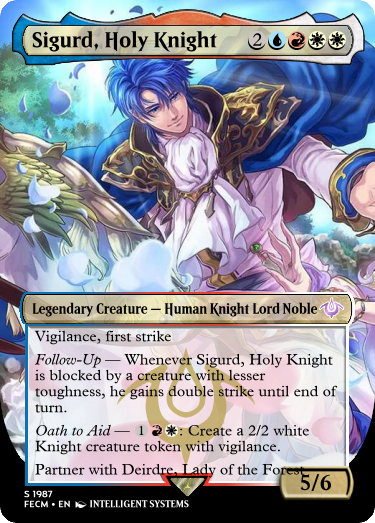 Sigurd, Holy Knight 2
Legendary Creature — Human Knight Lord Noble
Vigilance, first strike
Follow-Up — Whenever Sigurd, Holy Knight
is blocked by a creature with lesser
toughness, he gains double strike until end of
turn.
Oath to Aid — 1 : Create a 2/2 white
Knight creature token with vigilance.
Partner with Deirdre, Lady of the Forest
5/6
S 1987
FECM • EN INTELLIGENT SYSTEMS